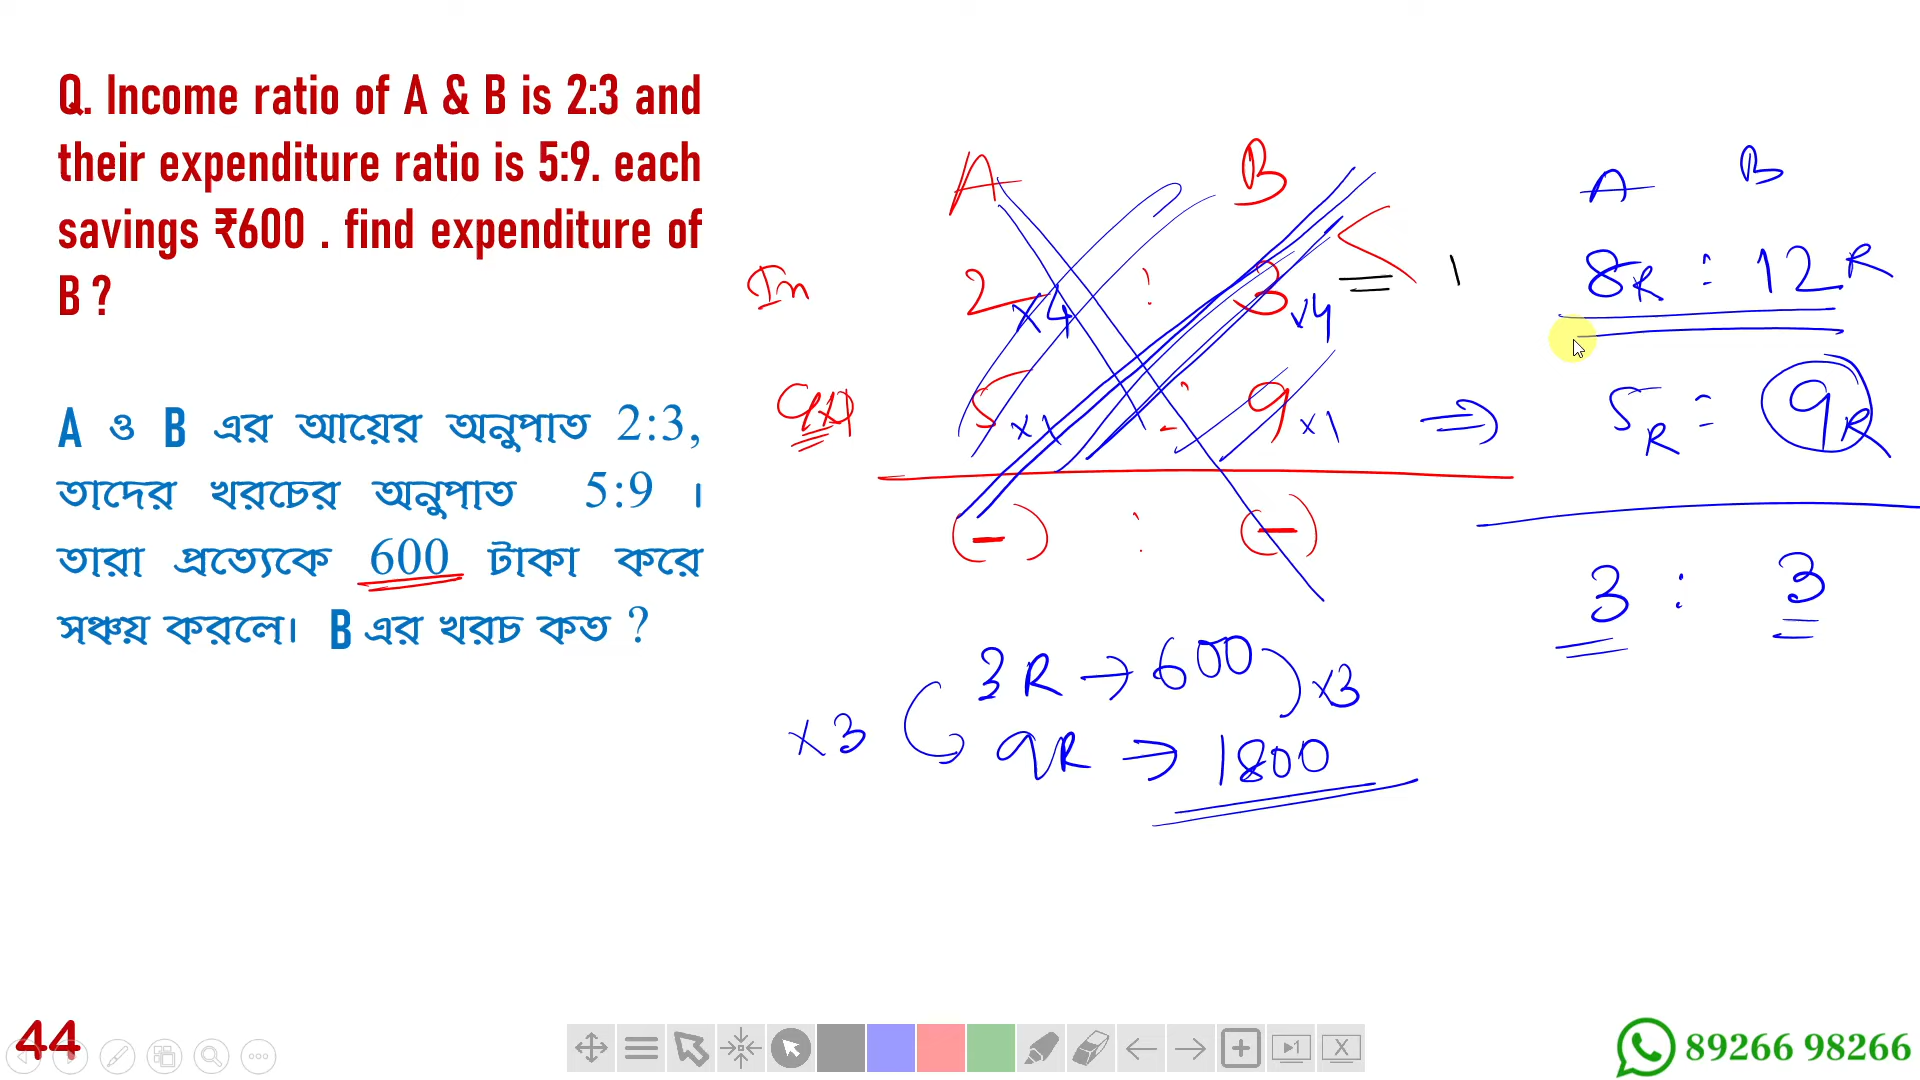 Q. Income ratio of A & B is 2:3 and
their expenditure ratio is 5:9. each
savings ₹600 . find expenditure of
B ?
A ও B এর আয়ের অনুপাত 2:3,
তাদের খরচের অনুপাত 5:9 ।
তারা প্রত্যেকে 600 টাকা করে
সঞ্চয় করলে। B এর খরচ কত ?
A B
In 2 x4 : 3 x4 = 1
5 x1 : 9 x1 ⇒
(-) : (-)
A B
8R : 12R
5R : 9R
3 : 3
3R → 600 x3
x3 9R → 1800
44
89266 98266